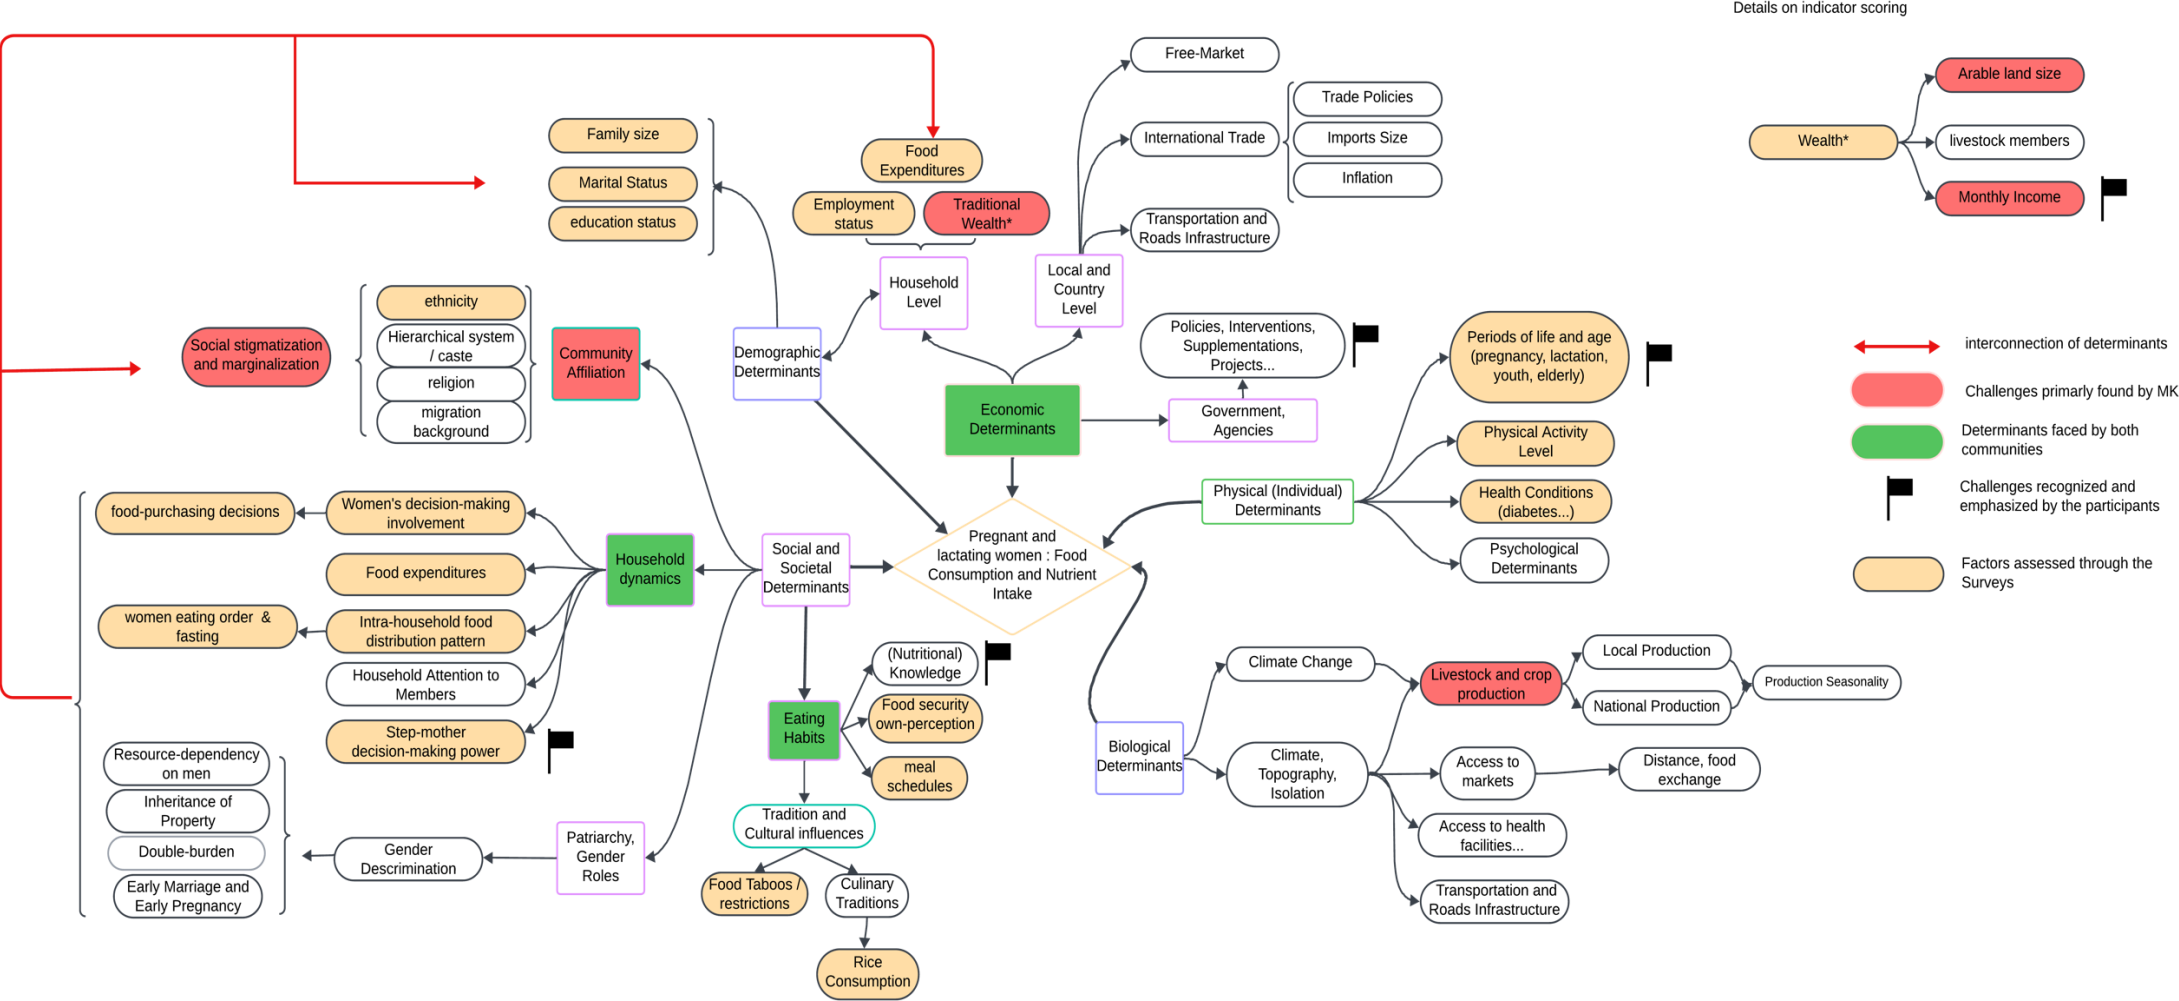 Details on indicator scoring
Free-Market
Trade Policies
International Trade
Imports Size
Inflation
Transportation and
Roads Infrastructure
Arable land size
Wealth*
livestock members
Monthly Income
Family size
Marital Status
education status
Food
Expenditures
Employment
status
Traditional
Wealth*
Household
Level
Local and
Country
Level
ethnicity
Hierarchical system
/ caste
religion
migration
background
Social stigmatization
and marginalization
Community
Affiliation
Demographic
Determinants
Economic
Determinants
Policies, Interventions,
Supplementations,
Projects...
Government,
Agencies
Periods of life and age
(pregnancy, lactation,
youth, elderly)
Physical Activity
Level
Health Conditions
(diabetes...)
Psychological
Determinants
Physical (Individual)
Determinants
interconnection of determinants
Challenges primarily found by MK
Determinants faced by both
communities
Challenges recognized and
emphasized by the participants
Factors assessed through the
Surveys
food-purchasing decisions
Women's decision-making
involvement
Food expenditures
women eating order &
fasting
Intra-household food
distribution pattern
Household Attention to
Members
Step-mother
decision-making power
Household
dynamics
Social and
Societal
Determinants
Pregnant and
lactating women : Food
Consumption and Nutrient
Intake
(Nutritional)
Knowledge
Food security
own-perception
meal
schedules
Eating
Habits
Tradition and
Cultural influences
Food Taboos /
restrictions
Culinary
Traditions
Rice
Consumption
Resource-dependency
on men
Inheritance of
Property
Double-burden
Early Marriage and
Early Pregnancy
Gender
Descrimination
Patriarchy,
Gender
Roles
Biological
Determinants
Climate Change
Climate,
Topography,
Isolation
Livestock and crop
production
Local Production
National Production
Production Seasonality
Access to
markets
Distance, food
exchange
Access to health
facilities...
Transportation and
Roads Infrastructure